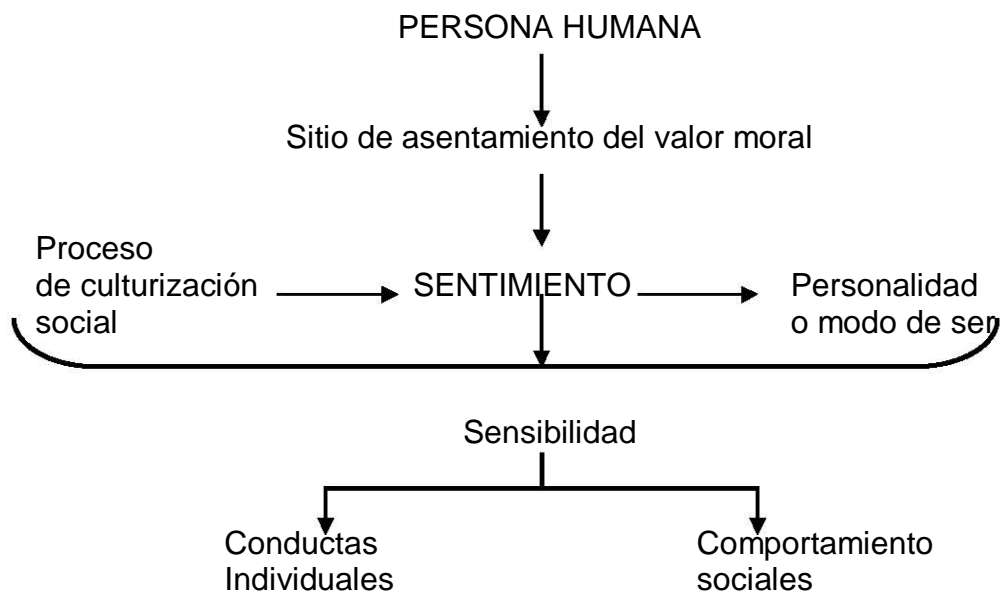 PERSONA HUMANA
Sitio de asentamiento del valor moral
Proceso
de culturización
social
SENTIMIENTO
Personalidad
o modo de ser
Sensibilidad
Conductas
Individuales
Comportamiento
sociales